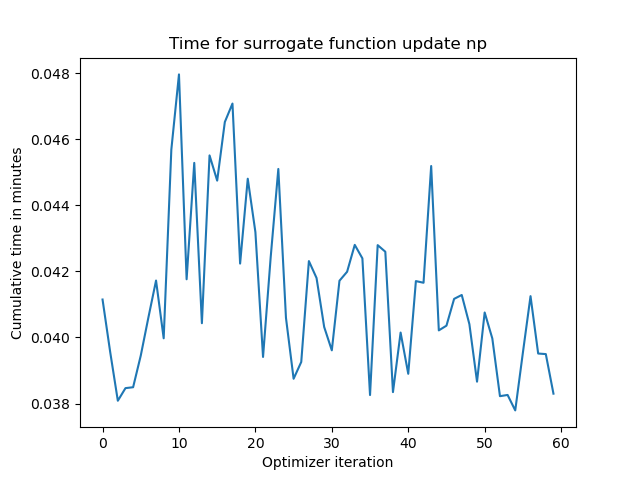 Time for surrogate function update np
Cumulative time in minutes
0.048
0.046
0.044
0.042
0.040
0.038
0 10 20 30 40 50 60
Optimizer iteration